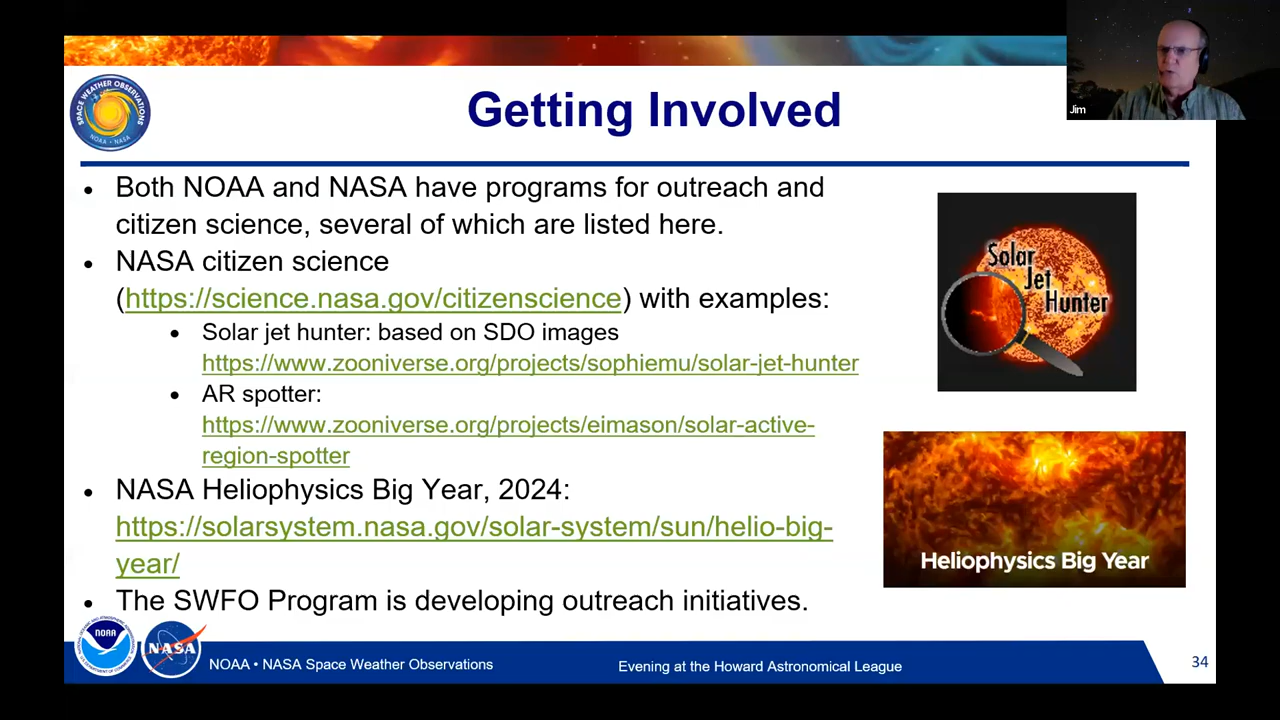 Getting Involved
Jim
SPACE WEATHER OBSERVATIONS
NOAA • NASA
• Both NOAA and NASA have programs for outreach and
citizen science, several of which are listed here.
• NASA citizen science
(https://science.nasa.gov/citizenscience) with examples:
• Solar jet hunter: based on SDO images
https://www.zooniverse.org/projects/sophiemu/solar-jet-hunter
• AR spotter:
https://www.zooniverse.org/projects/eimason/solar-active-
region-spotter
• NASA Heliophysics Big Year, 2024:
https://solarsystem.nasa.gov/solar-system/sun/helio-big-
year/
• The SWFO Program is developing outreach initiatives.
Solar
Jet
Hunter
Heliophysics Big Year
NOAA
NASA
NOAA • NASA Space Weather Observations
Evening at the Howard Astronomical League
34